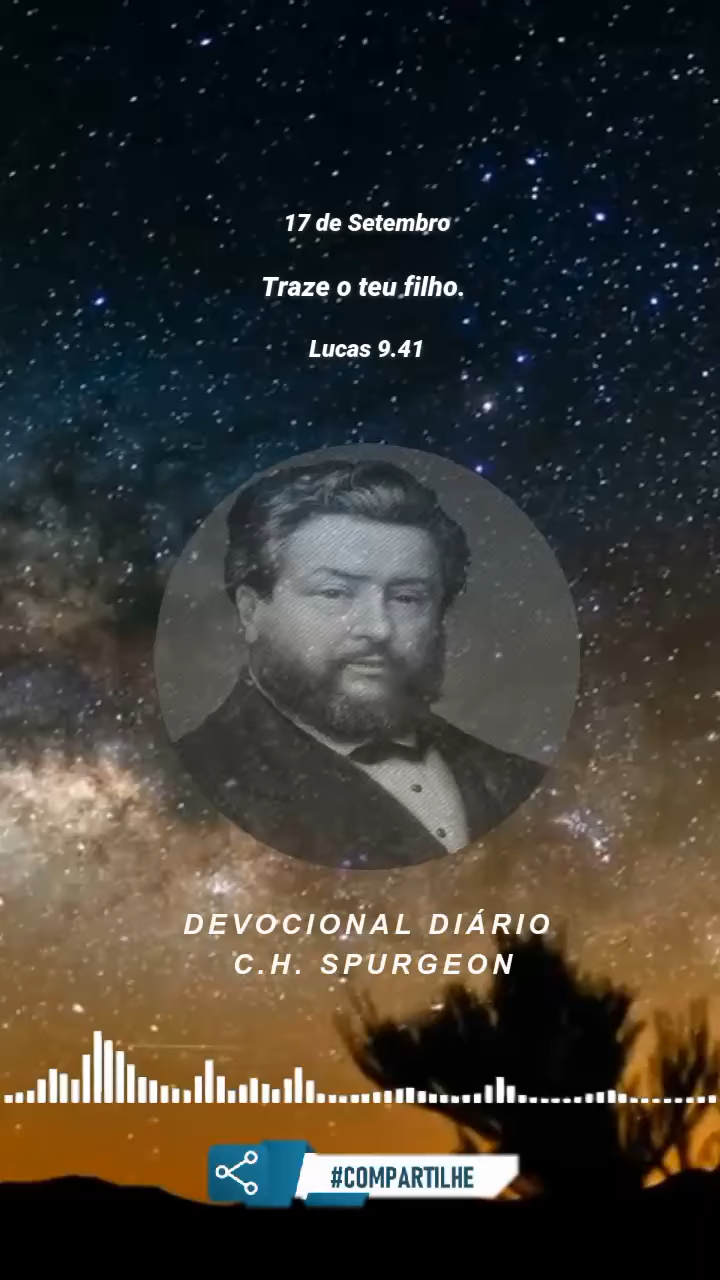 17 de Setembro
Traze o teu filho.
Lucas 9.41
DEVOCIONAL DIÁRIO
C.H. SPURGEON
#COMPARTILHE